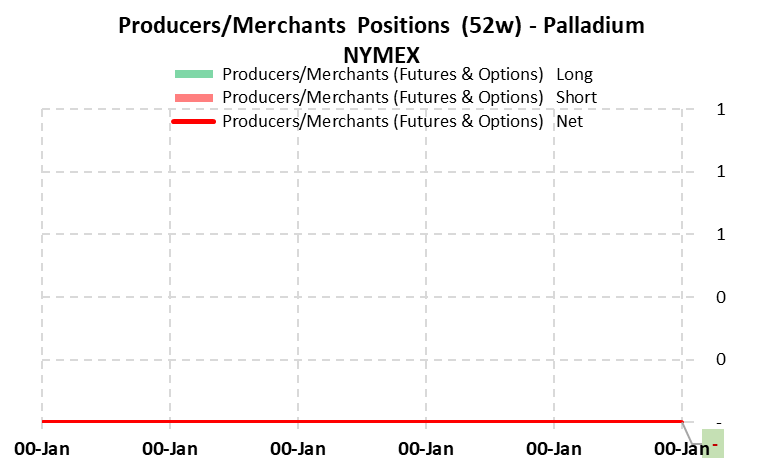 Producers/Merchants Positions (52w) - Palladium
NYMEX
Producers/Merchants (Futures & Options) Long
Producers/Merchants (Futures & Options) Short
Producers/Merchants (Futures & Options) Net
1
1
1
0
0
-
-
00-Jan 00-Jan 00-Jan 00-Jan 00-Jan 00-Jan